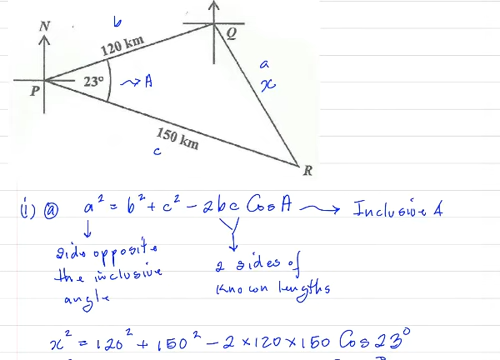 N
b
Q
120 km
a
x
P
23°
→ A
150 km
c
R
(i) ⓐ a² = b² + c² - 2bc Cos A → Inclusive A
side opposite
the inclusive
angle
2 sides of
known lengths
x² = 120² + 150² - 2 × 120 × 150 Cos 23°